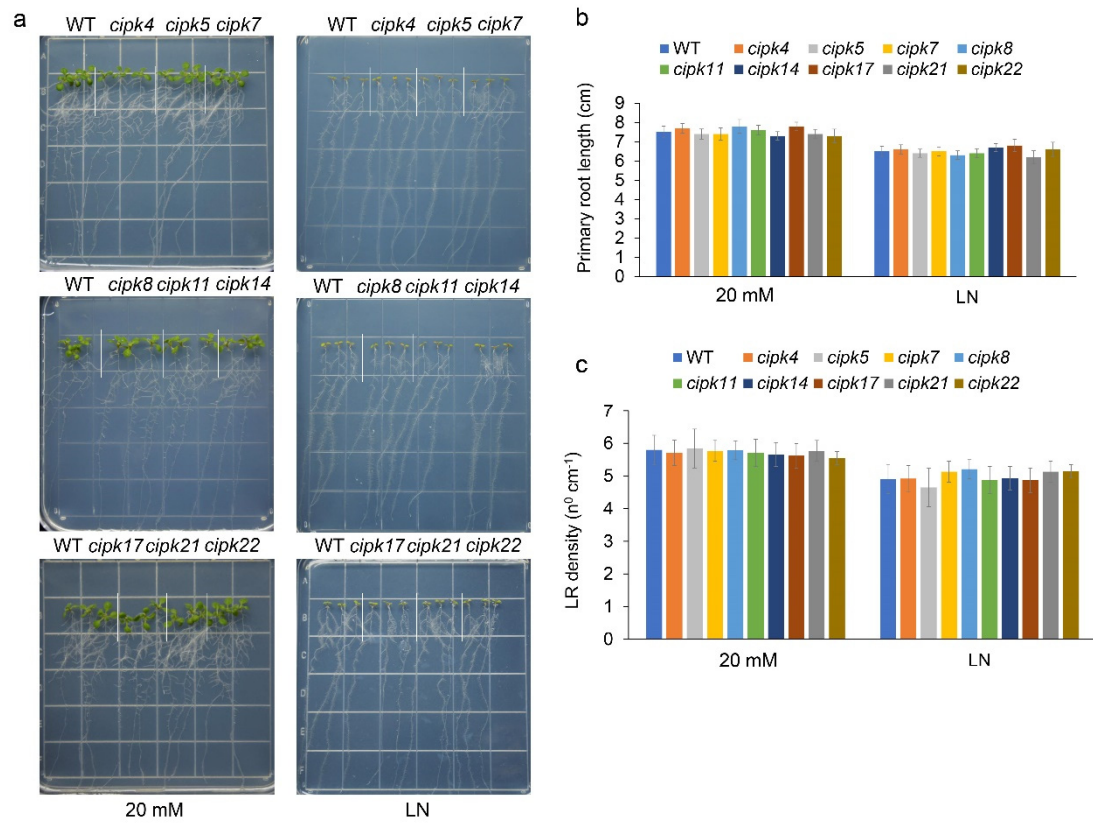 a
WT cipk4 cipk5 cipk7
WT cipk4 cipk5 cipk7
WT cipk8 cipk11 cipk14
WT cipk8 cipk11 cipk14
WT cipk17 cipk21 cipk22
WT cipk17 cipk21 cipk22
20 mM
LN
b
WT cipk4 cipk5 cipk7 cipk8
cipk11 cipk14 cipk17 cipk21 cipk22
Primary root length (cm)
9
8
7
6
5
4
3
2
1
0
20 mM
LN
c
WT cipk4 cipk5 cipk7 cipk8
cipk11 cipk14 cipk17 cipk21 cipk22
LR density (n⁰ cm⁻¹)
7
6
5
4
3
2
1
0
20 mM
LN